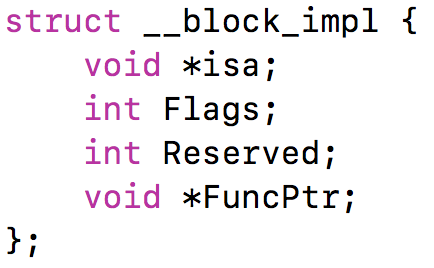 struct __block_impl {
    void *isa;
    int Flags;
    int Reserved;
    void *FuncPtr;
};